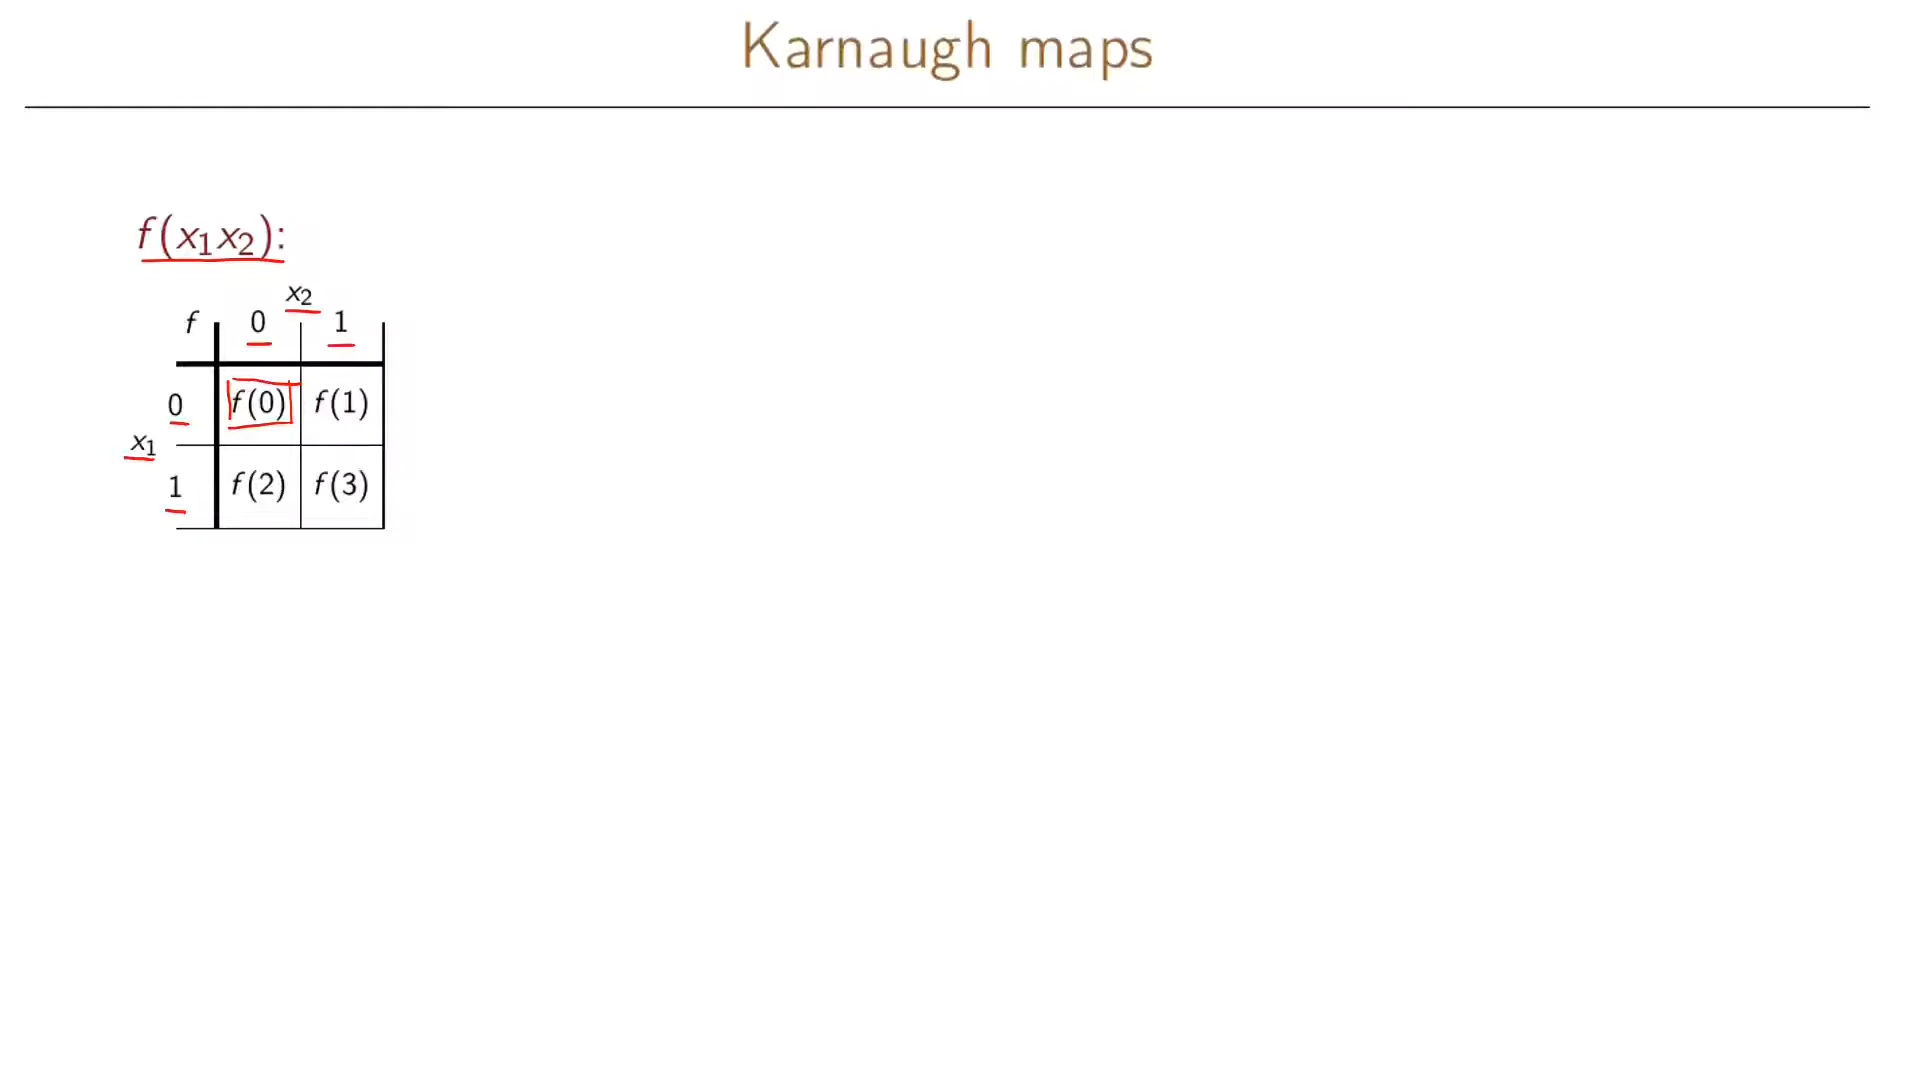 Karnaugh maps
f(x₁x₂):
x₂
f 0 1
0 f(0) f(1)
x₁
1 f(2) f(3)